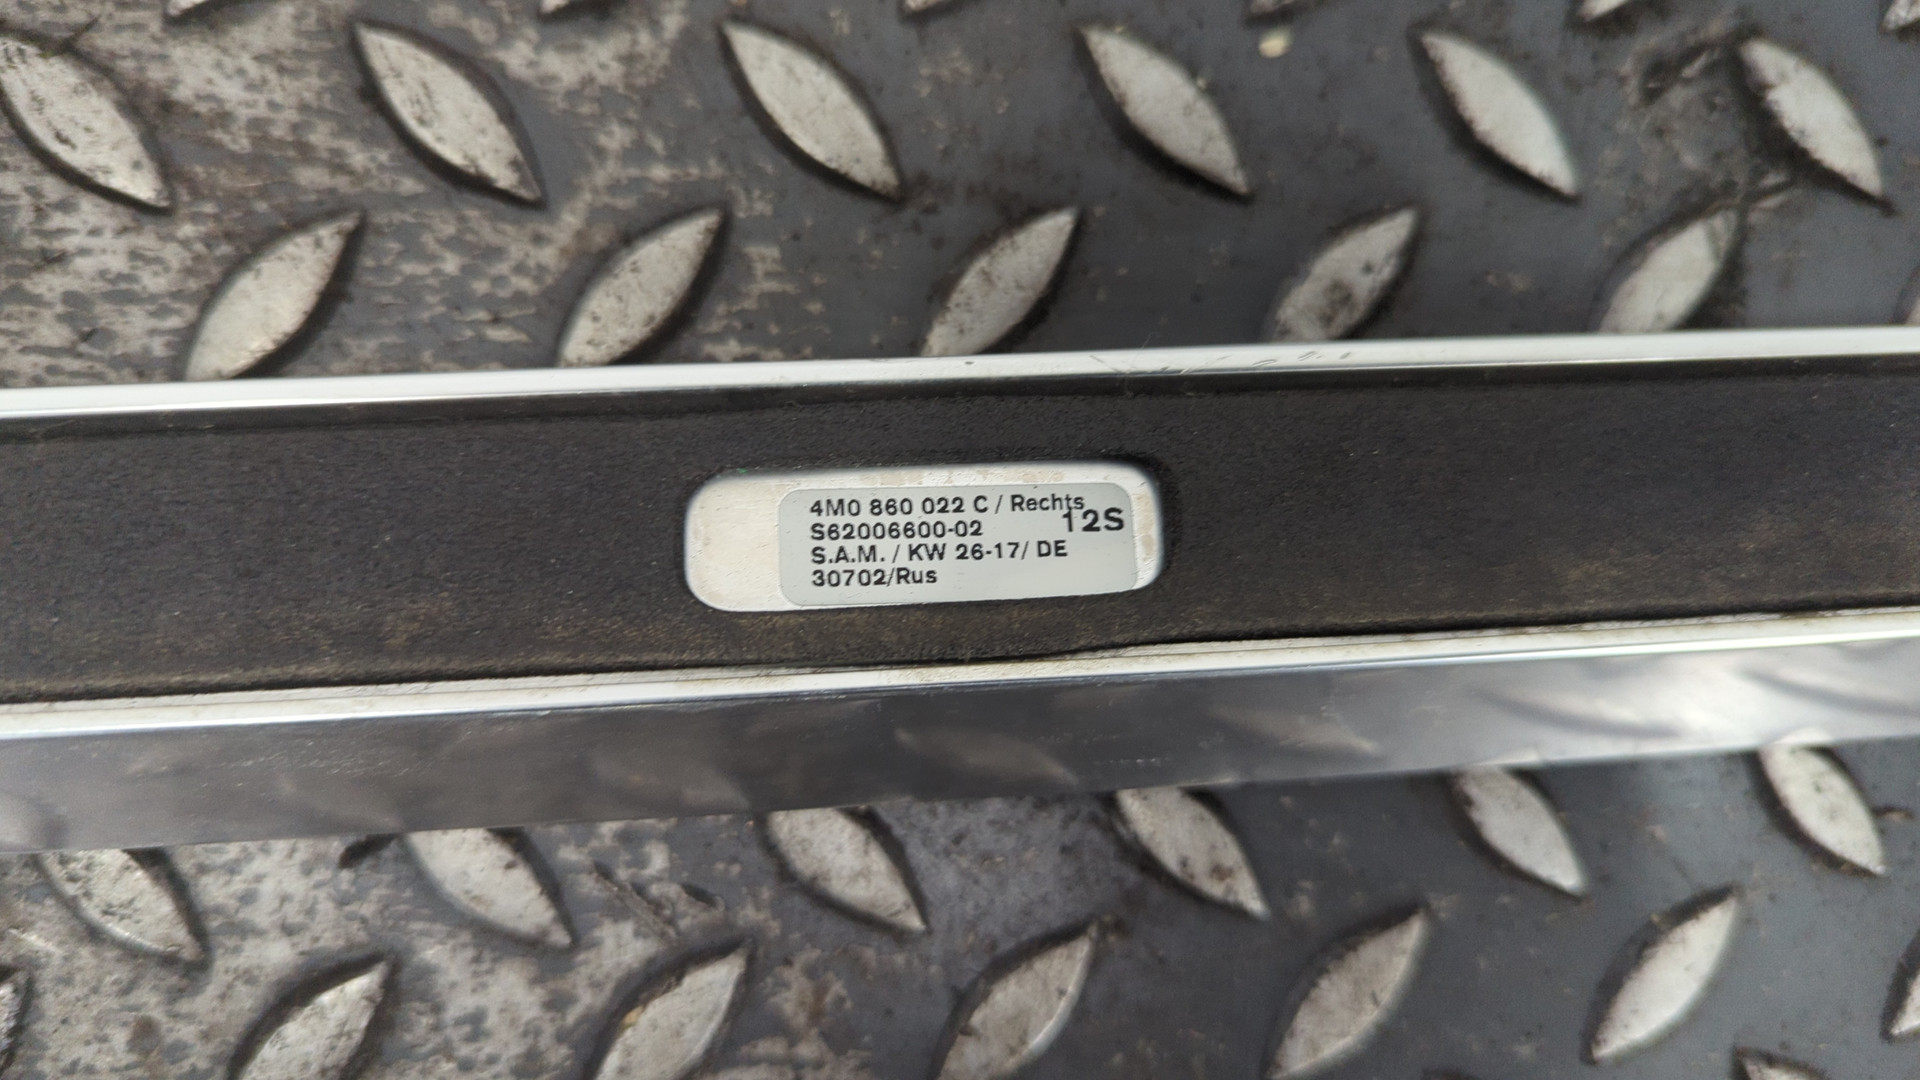 4M0 860 022 C / Rechts
S62006600-02 12S
S.A.M. / KW 26-17/ DE
30702/Rus